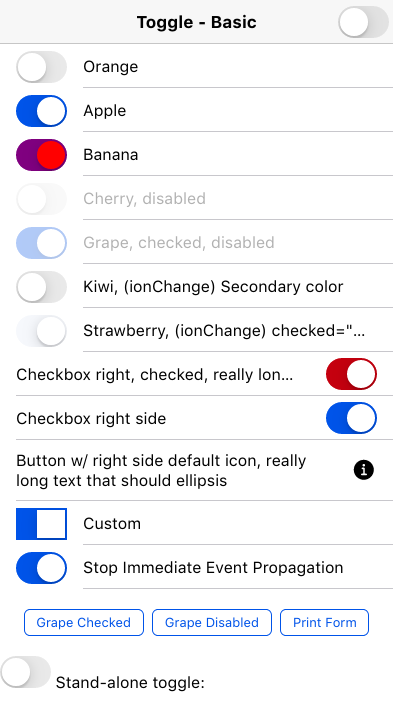 Toggle - Basic
Orange
Apple
Banana
Cherry, disabled
Grape, checked, disabled
Kiwi, (ionChange) Secondary color
Strawberry, (ionChange) checked="...
Checkbox right, checked, really lon...
Checkbox right side
Button w/ right side default icon, really
long text that should ellipsis
Custom
Stop Immediate Event Propagation
Grape Checked
Grape Disabled
Print Form
Stand-alone toggle: